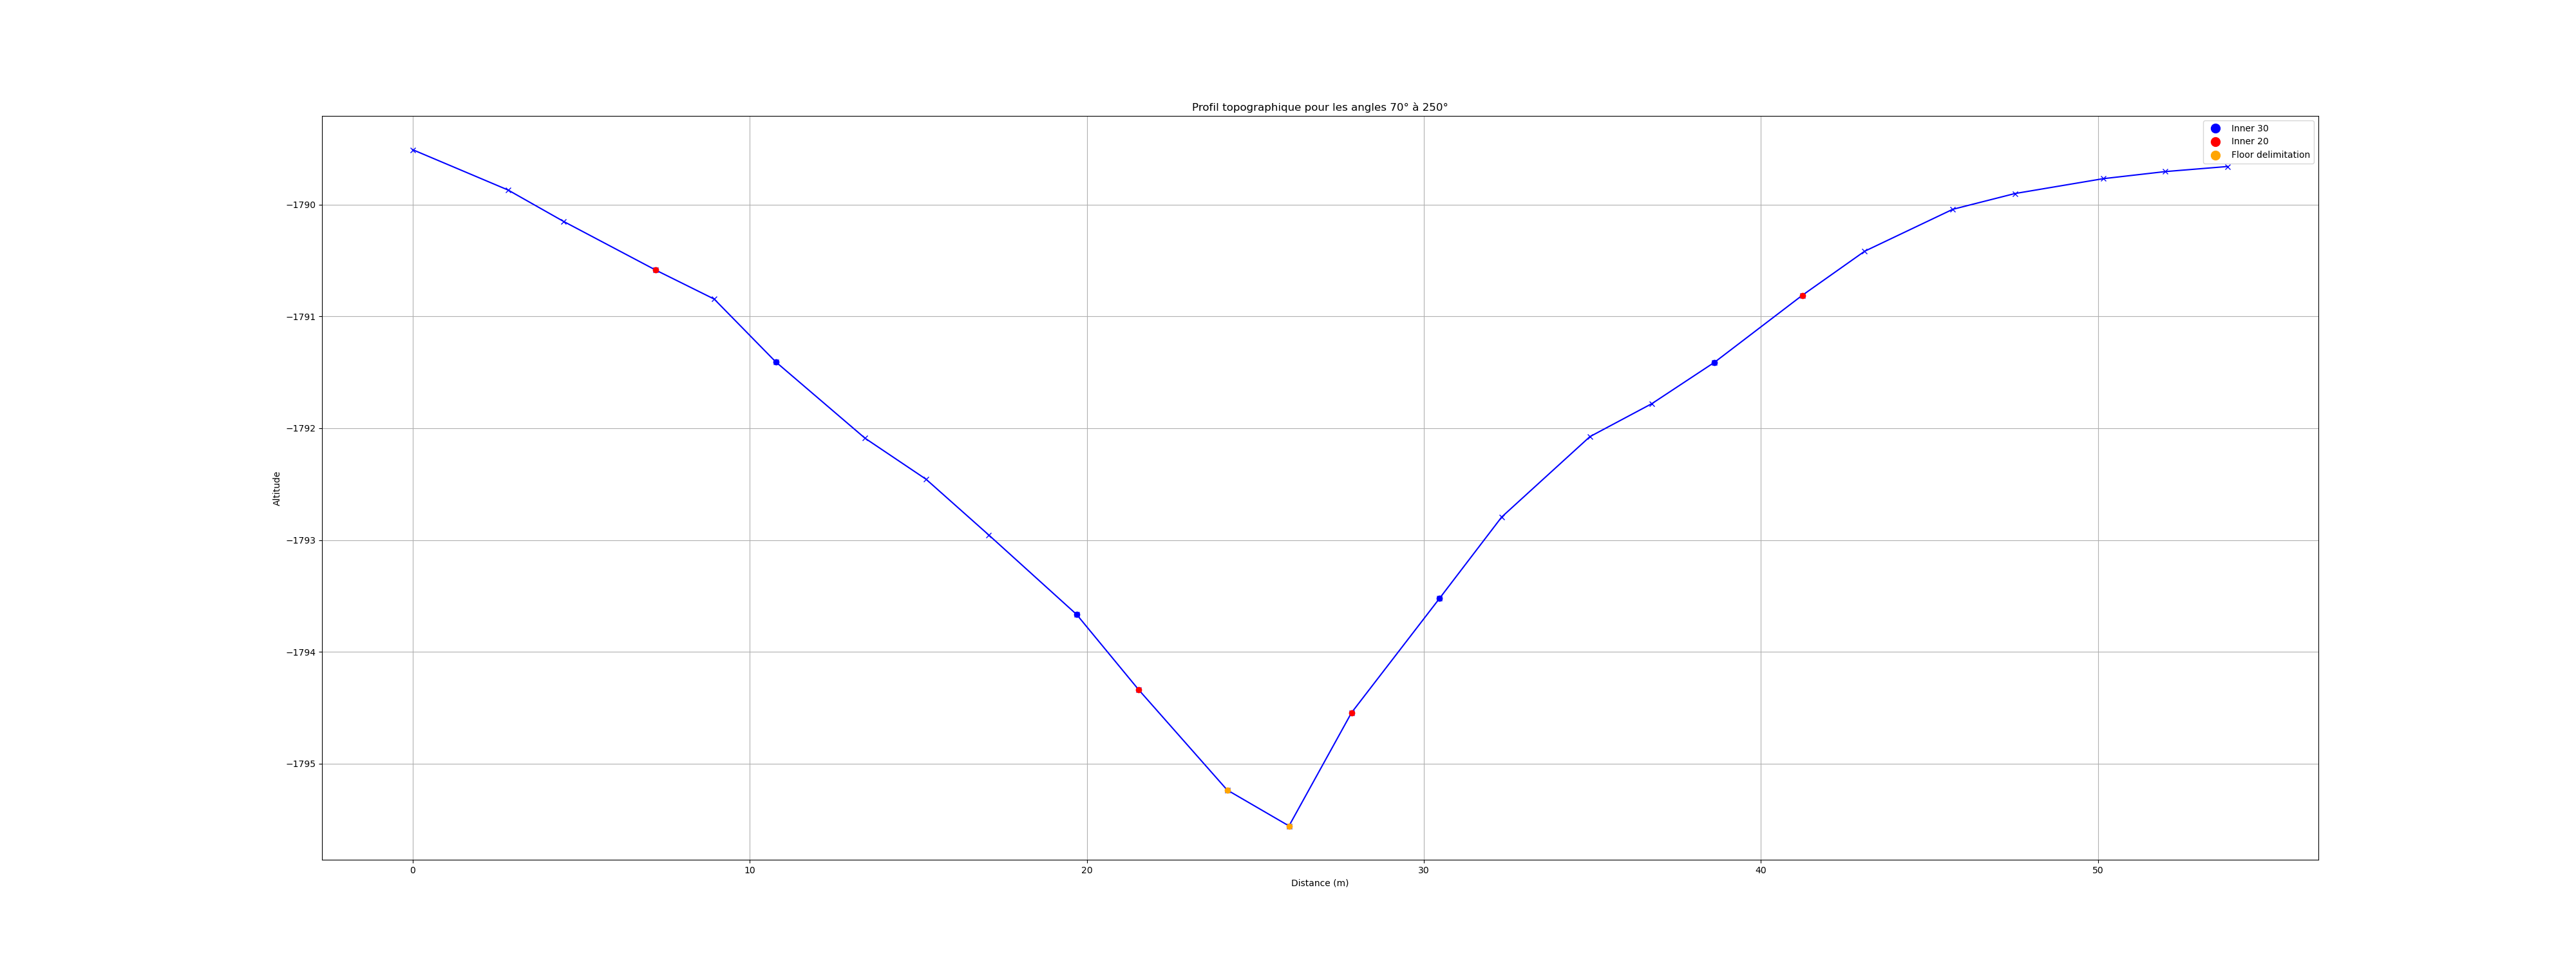 Profil topographique pour les angles 70° à 250°
Inner 30
Inner 20
Floor delimitation
−1790
−1791
−1792
−1793
−1794
−1795
Altitude
0 10 20 30 40 50
Distance (m)